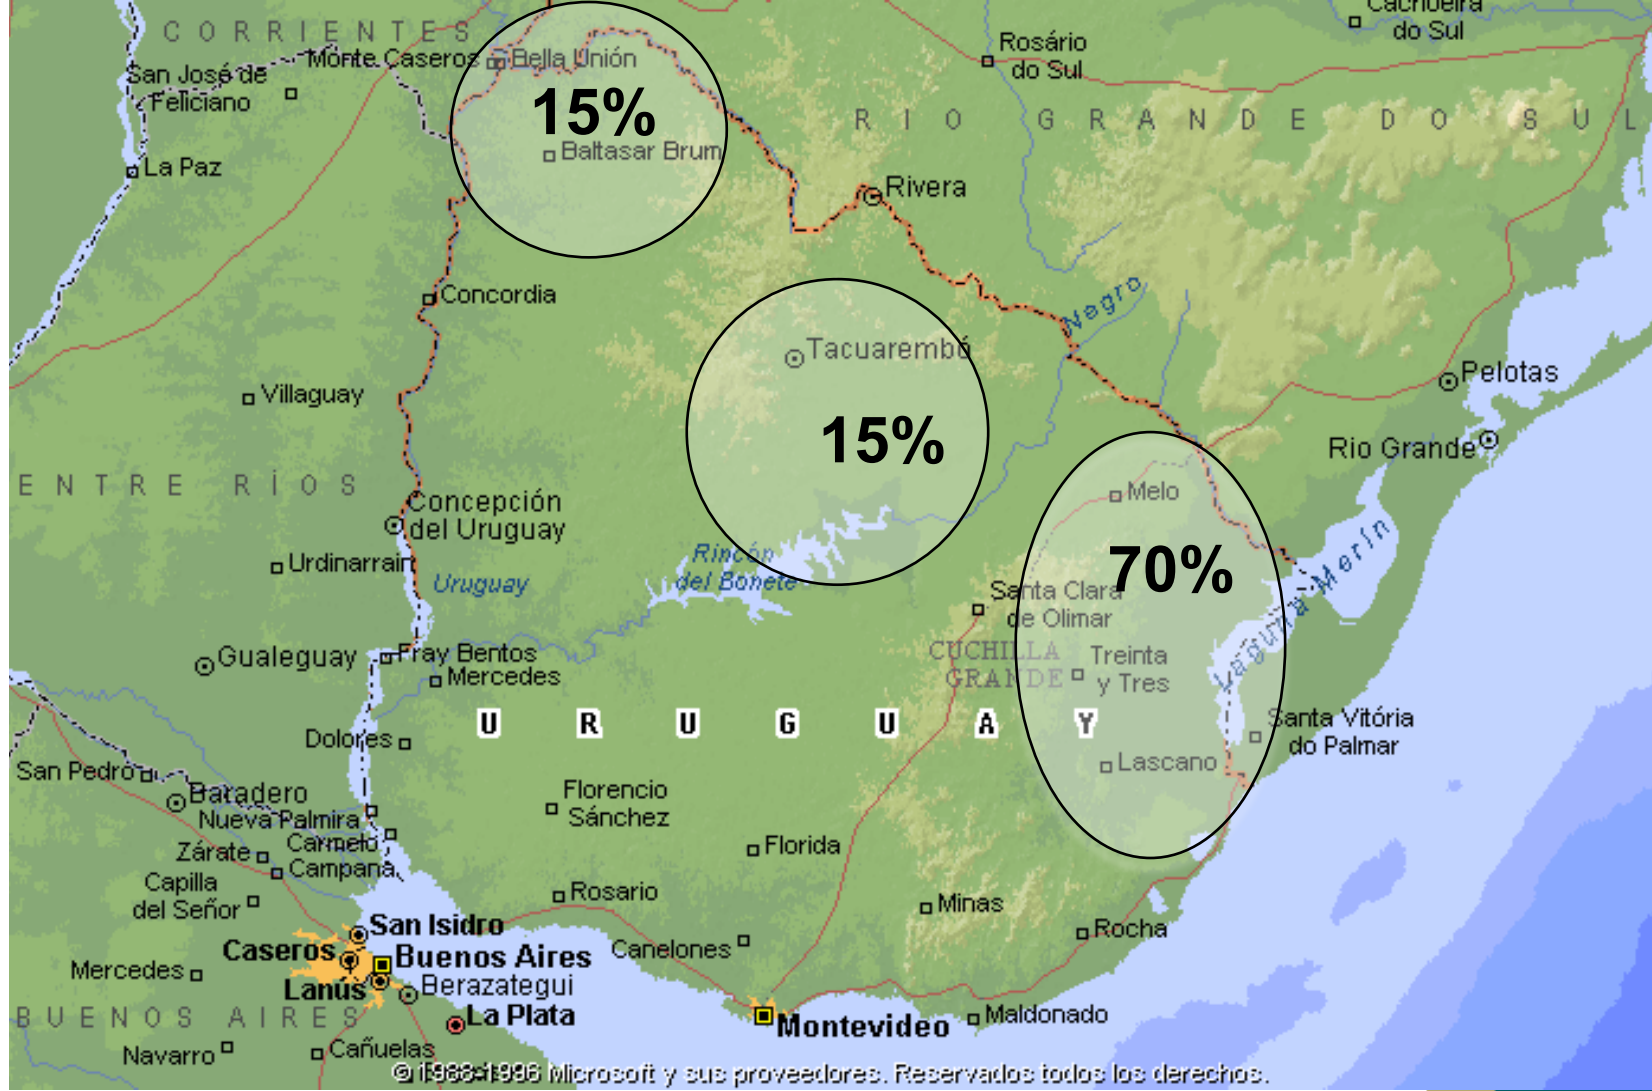 CORRIENTES
Cachoeira
do Sul
Monte Caseros
Bella Unión
Rosário
do Sul
San José de
Feliciano
15%
RIO GRANDE DO SUL
Baltasar Brum
La Paz
Rivera
Concordia
Negro
Tacuarembó
Villaguay
Pelotas
15%
Rio Grande
ENTRE RÍOS
Melo
Concepción
del Uruguay
Urdinarrain
Uruguay
Rincón
del Bonete
70%
Laguna Merín
Santa Clara
de Olimar
Gualeguay
Fray Bentos
Mercedes
CUCHILLA
GRANDE
Treinta
y Tres
URUGUAY
Santa Vitória
do Palmar
Dolores
Lascano
San Pedro
Baradero
Nueva Palmira
Florencio
Sánchez
Zárate
Carmelo
Campana
Florida
Capilla
del Señor
Rosario
Minas
San Isidro
Caseros
Buenos Aires
Canelones
Rocha
Mercedes
Lanús
Berazategui
BUENOS AIRES
La Plata
Montevideo
Maldonado
Navarro
Cañuelas
© 1988-1996 Microsoft y sus proveedores. Reservados todos los derechos.